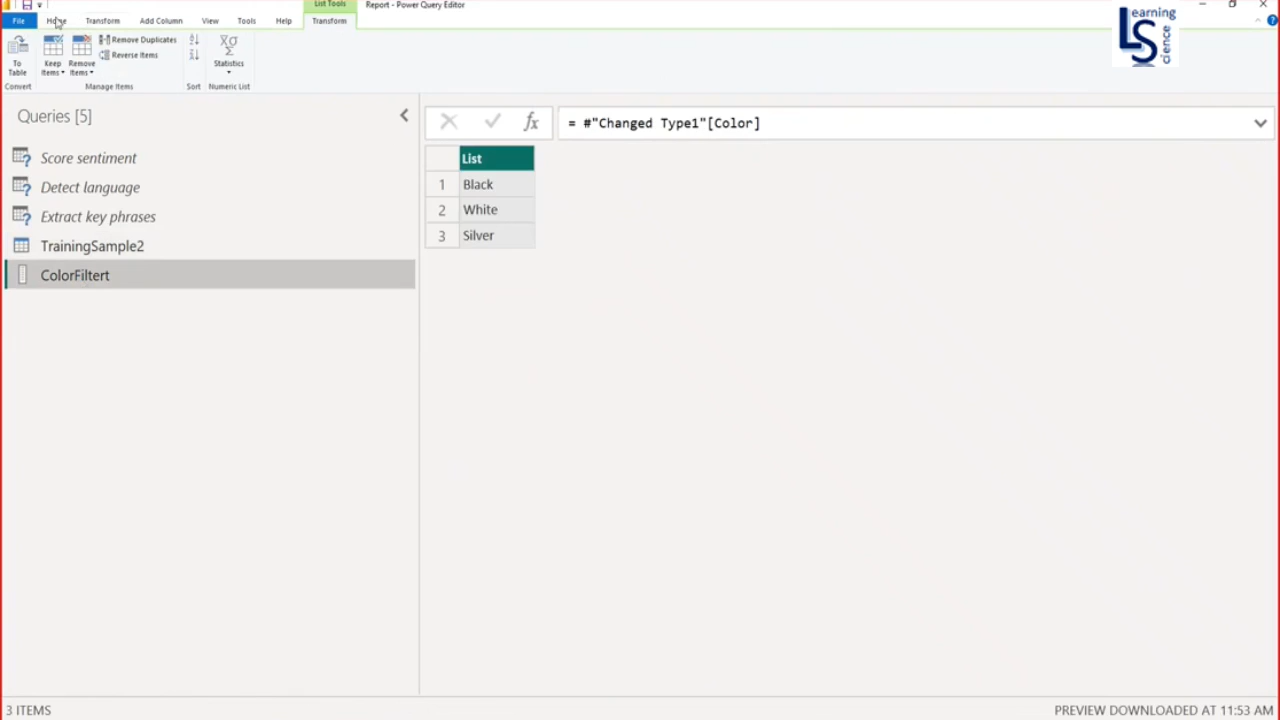 List Tools
Report - Power Query Editor
File
Home
Transform
Add Column
View
Tools
Help
Transform
To Table
Keep Items
Remove Items
Remove Duplicates
Reverse Items
Statistics
Convert
Manage Items
Sort
Numeric List
Learning
Science
LS
Queries [5]
= #"Changed Type1"[Color]
fx
Score sentiment
Detect language
Extract key phrases
TrainingSample2
ColorFiltert
List
1 Black
2 White
3 Silver
3 ITEMS
PREVIEW DOWNLOADED AT 11:53 AM